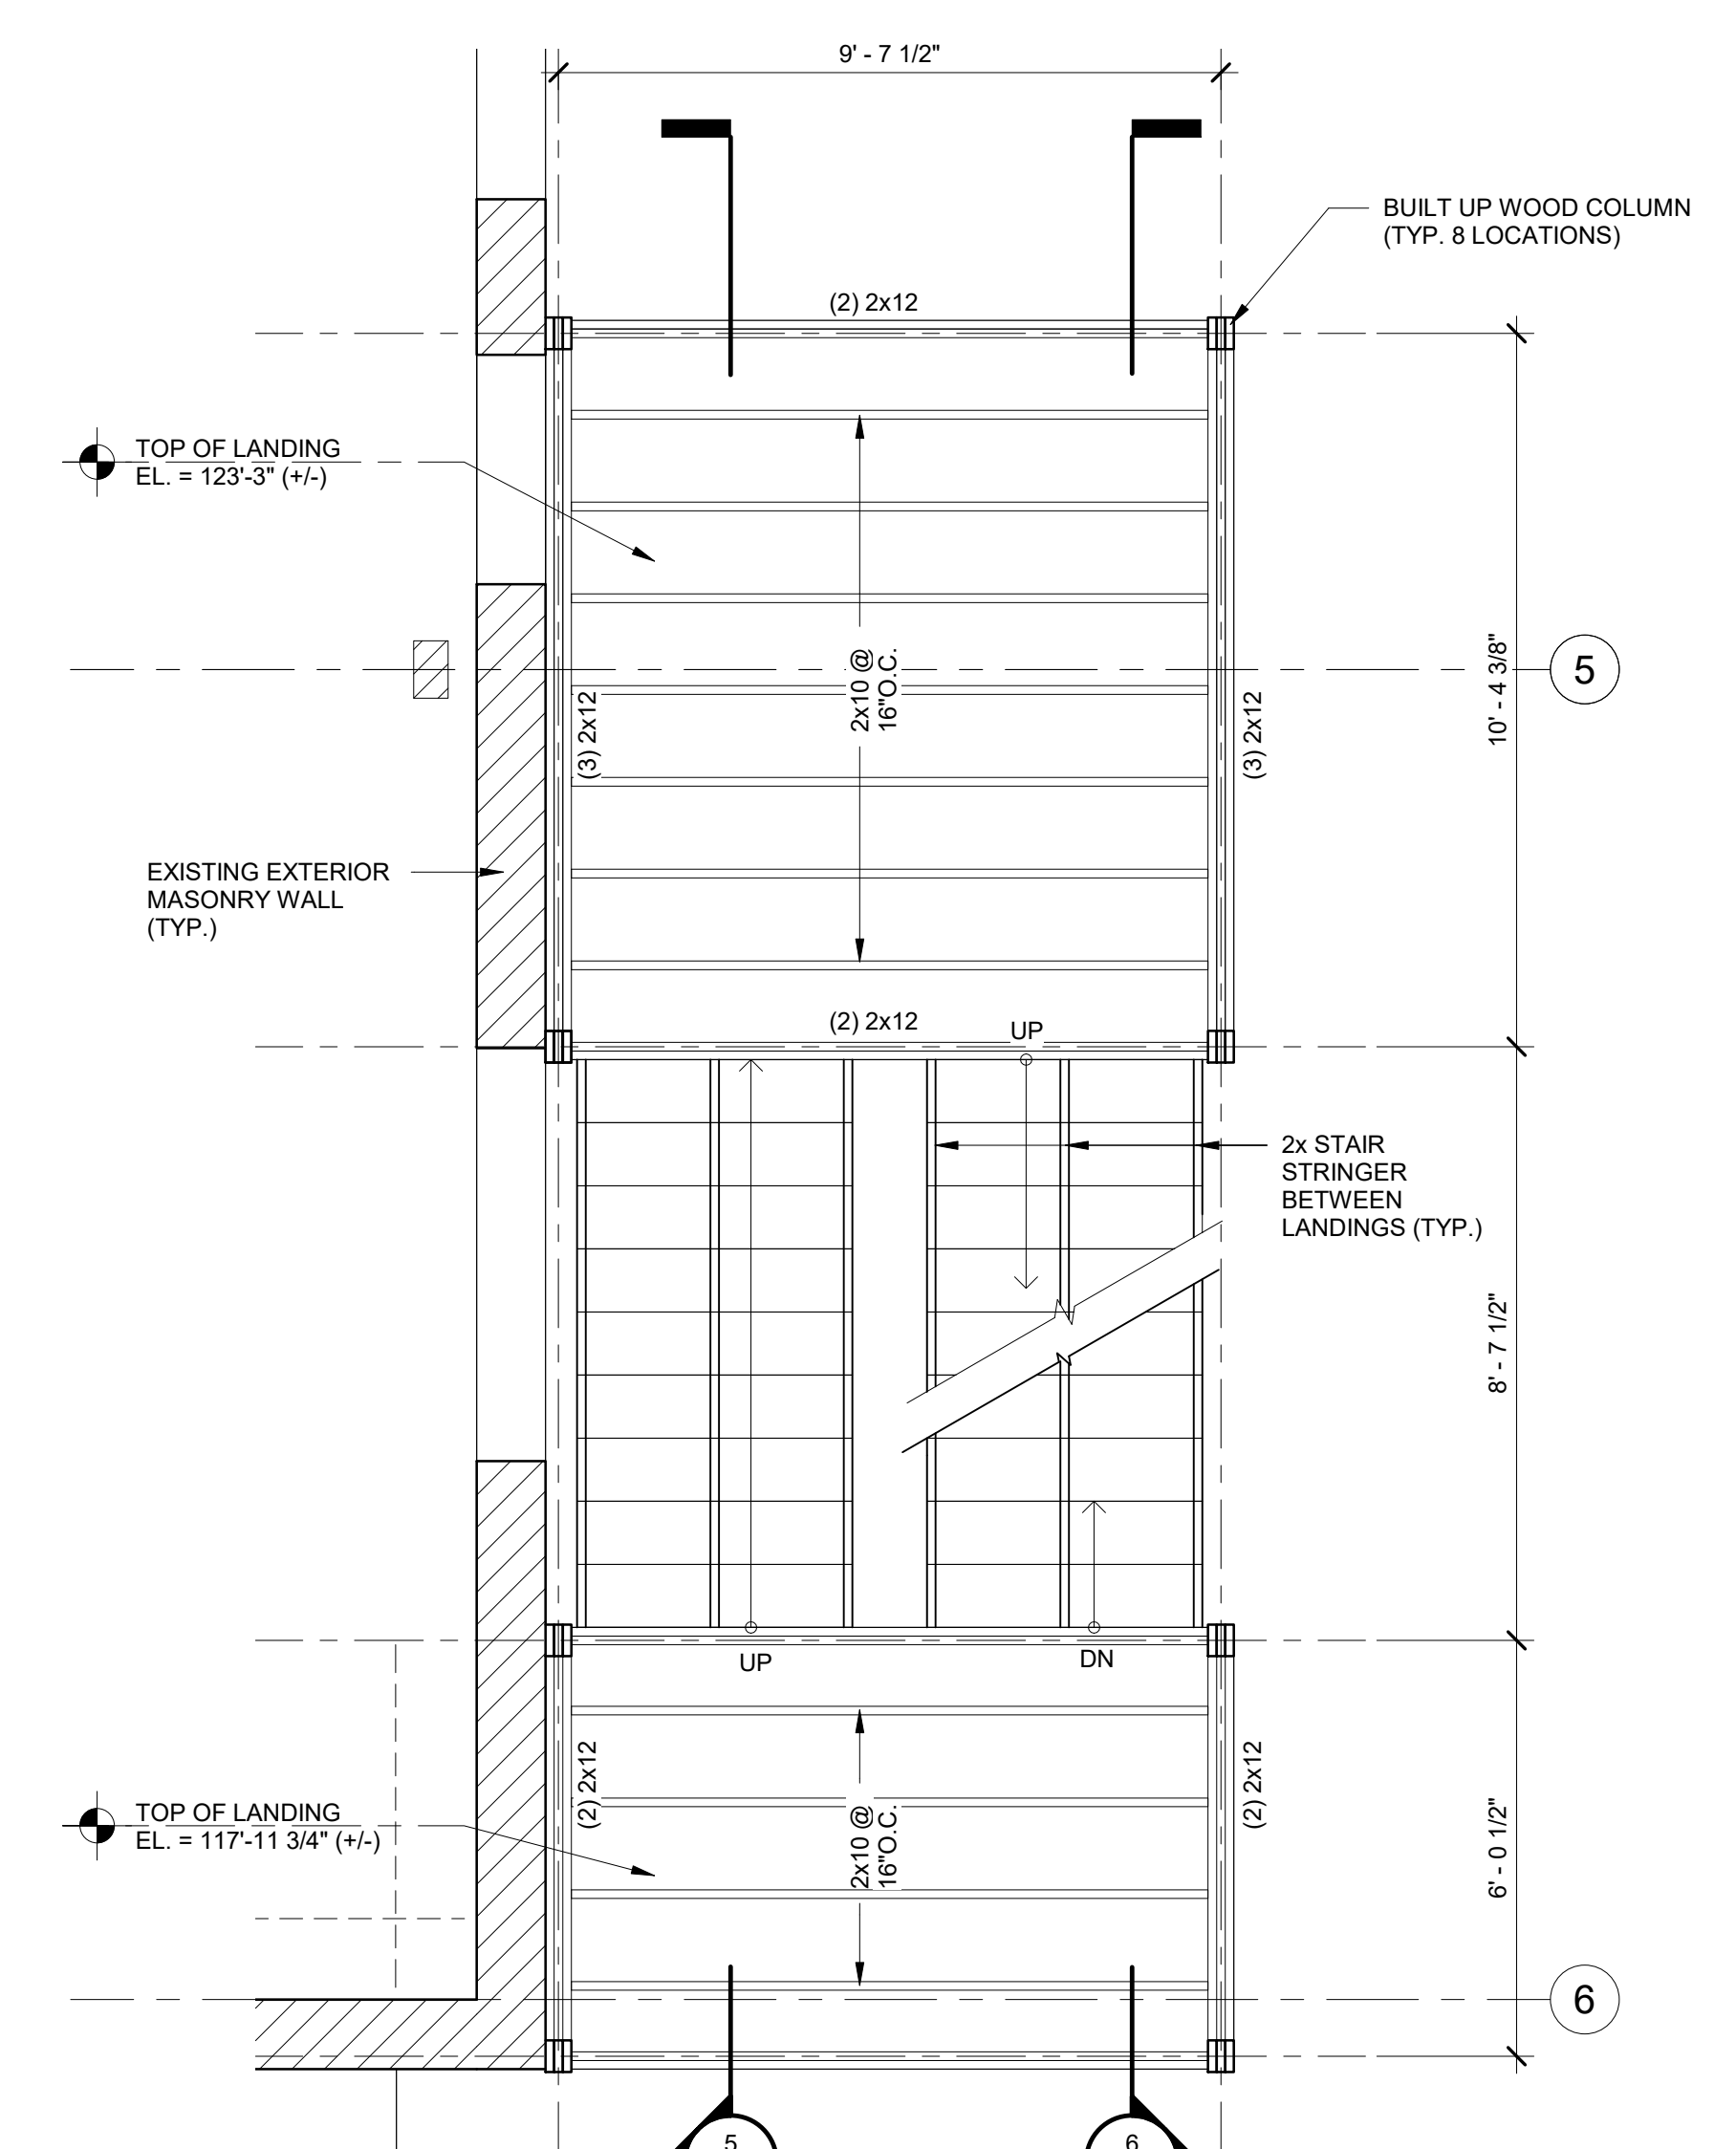 9' - 7 1/2"
BUILT UP WOOD COLUMN
(TYP. 8 LOCATIONS)
(2) 2x12
TOP OF LANDING
EL. = 123'-3" (+/-)
2x10 @
16"O.C.
(3) 2x12
(3) 2x12
10' - 4 3/8"
5
EXISTING EXTERIOR
MASONRY WALL
(TYP.)
(2) 2x12
UP
2x STAIR
STRINGER
BETWEEN
LANDINGS (TYP.)
8' - 7 1/2"
UP
DN
(2) 2x12
(2) 2x12
TOP OF LANDING
EL. = 117'-11 3/4" (+/-)
2x10 @
16"O.C.
6' - 0 1/2"
6
5
6